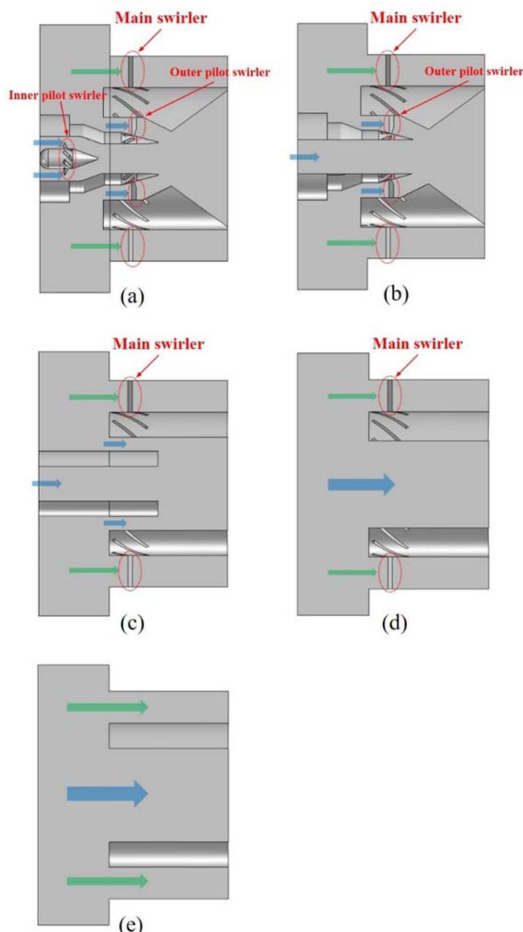 Main swirler
Main swirler
Outer pilot swirler
Outer pilot swirler
Inner pilot swirler
(a)
(b)
Main swirler
Main swirler
(c)
(d)
(e)